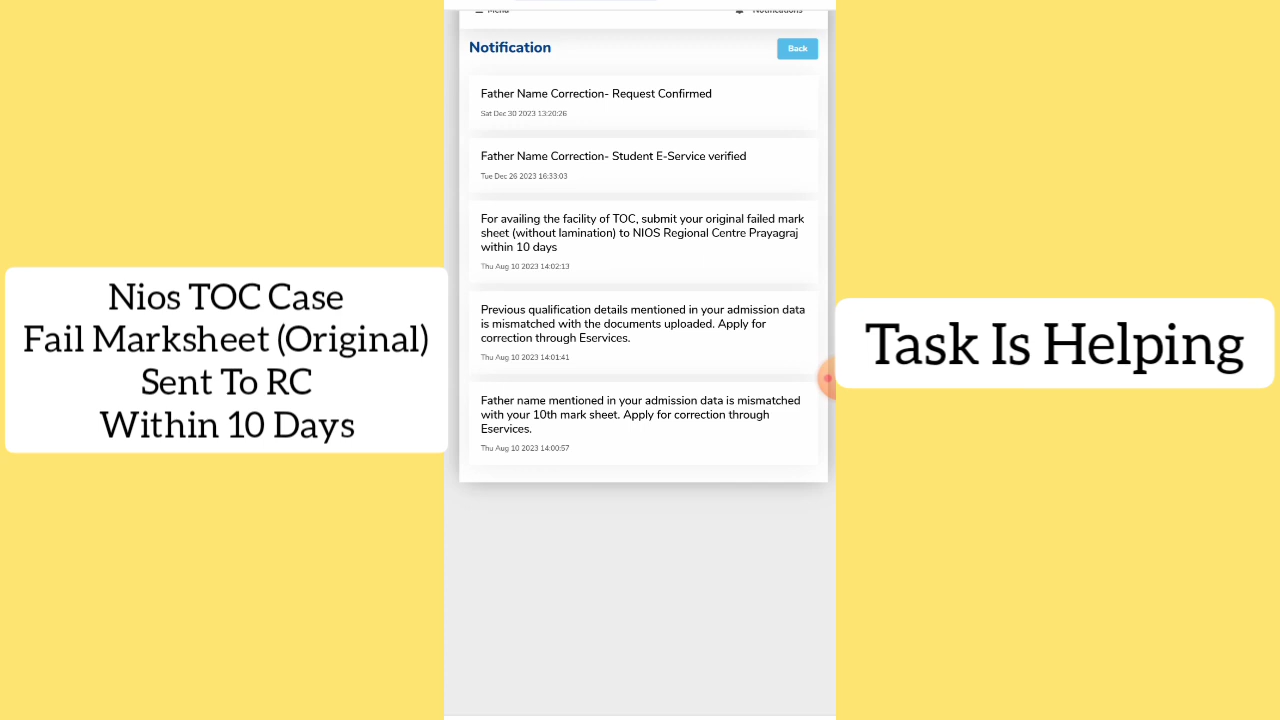 Menu
Notifications
Notification
Back
Father Name Correction- Request Confirmed
Sat Dec 30 2023 13:20:26
Father Name Correction- Student E-Service verified
Tue Dec 26 2023 16:33:03
For availing the facility of TOC, submit your original failed mark
sheet (without lamination) to NIOS Regional Centre Prayagraj
within 10 days
Thu Aug 10 2023 14:02:13
Previous qualification details mentioned in your admission data
is mismatched with the documents uploaded. Apply for
correction through Eservices.
Thu Aug 10 2023 14:01:41
Father name mentioned in your admission data is mismatched
with your 10th mark sheet. Apply for correction through
Eservices.
Thu Aug 10 2023 14:00:57
Nios TOC Case
Fail Marksheet (Original)
Sent To RC
Within 10 Days
Task Is Helping